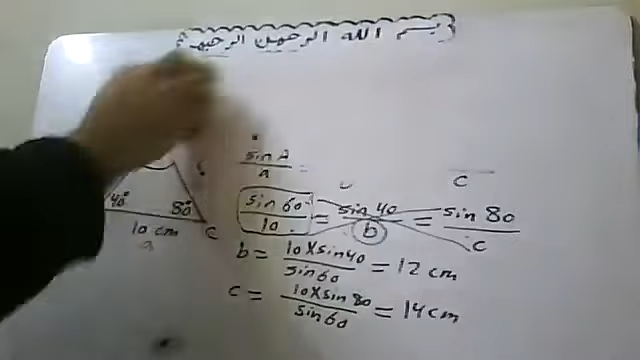 بسم الله الرحمن الرحيم
sin A / a =
c
40° 80° c
10 cm
a
sin 60 / 10 = sin 40 / b = sin 80 / c
b = 10 X sin 40 / sin 60 = 12 cm
c = 10 X sin 80 / sin 60 = 14 cm